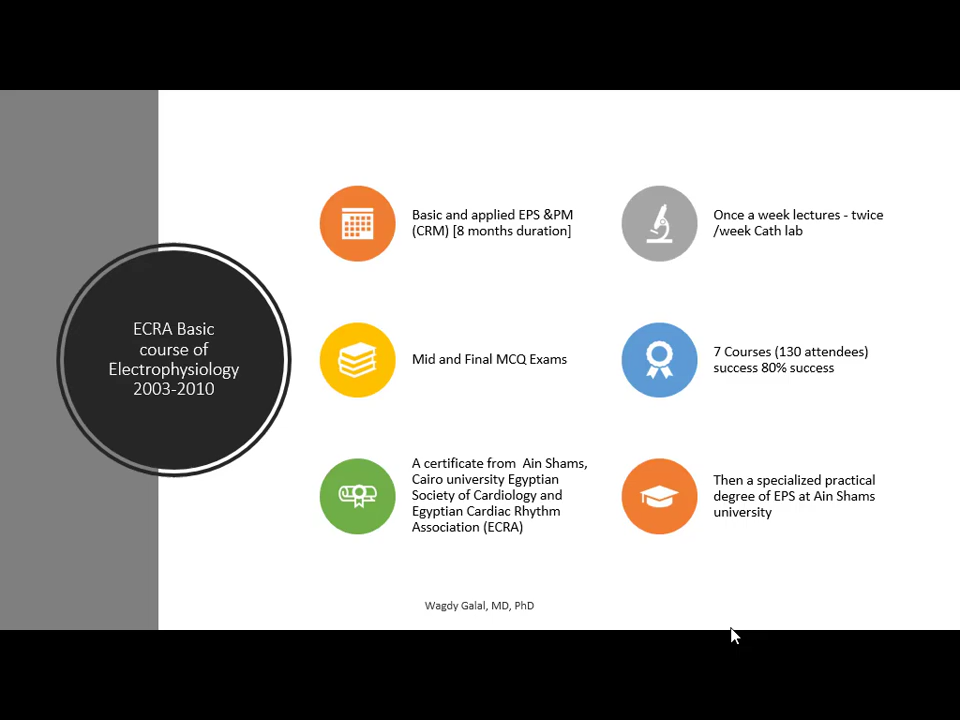 ECRA Basic
course of
Electrophysiology
2003-2010
Basic and applied EPS &PM
(CRM) [8 months duration]
Once a week lectures - twice
/week Cath lab
Mid and Final MCQ Exams
7 Courses (130 attendees)
success 80% success
A certificate from  Ain Shams,
Cairo university Egyptian
Society of Cardiology and
Egyptian Cardiac Rhythm
Association (ECRA)
Then a specialized practical
degree of EPS at Ain Shams
university
Wagdy Galal, MD, PhD